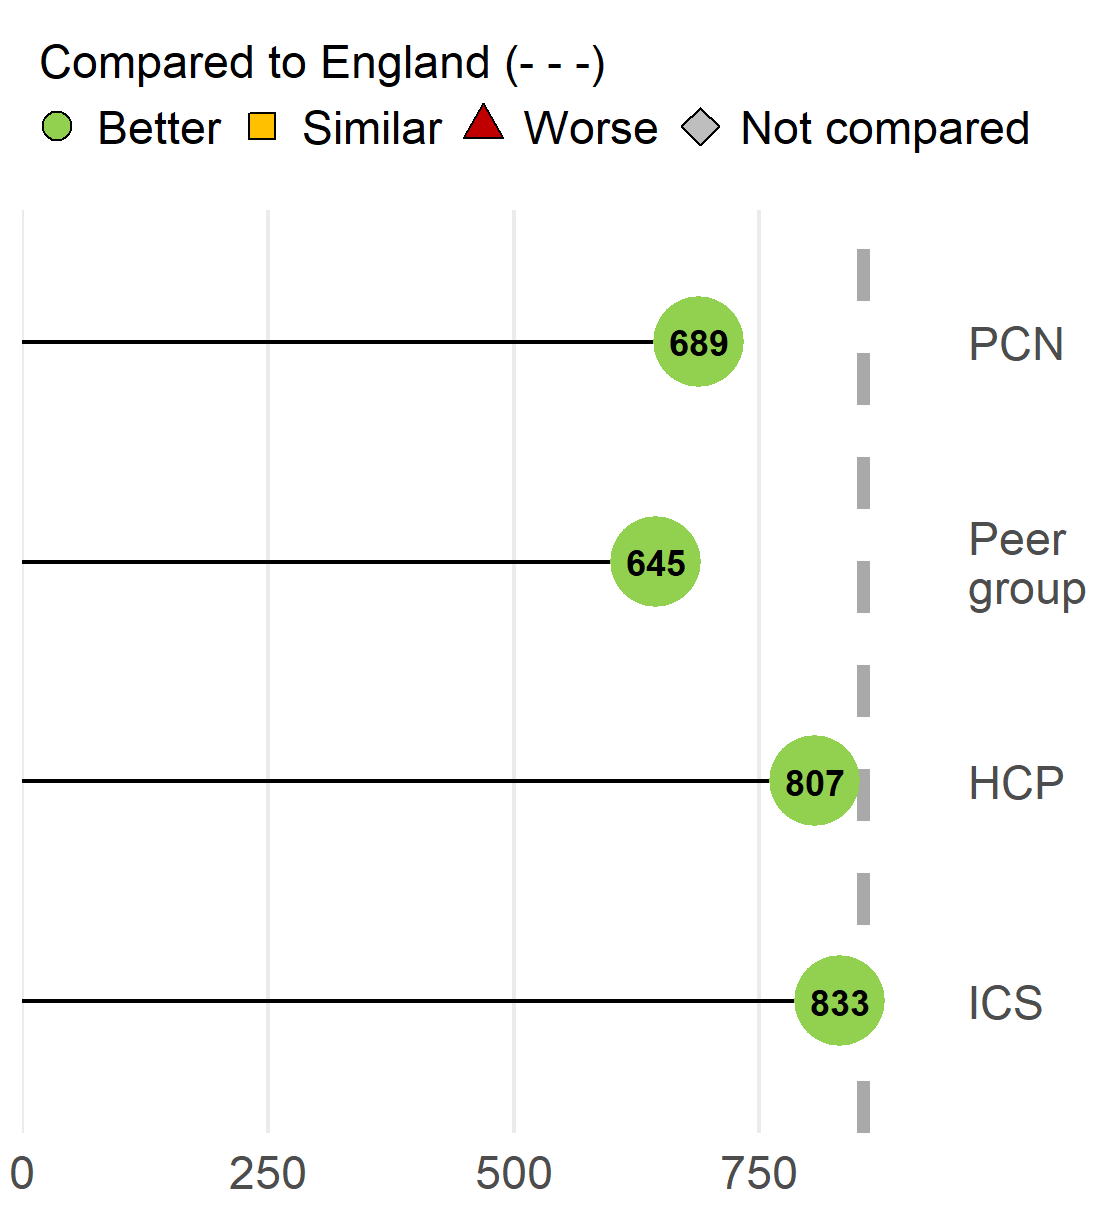 Compared to England (- - -)
Better Similar Worse Not compared
689 PCN
645 Peer
group
807 HCP
833 ICS
0 250 500 750